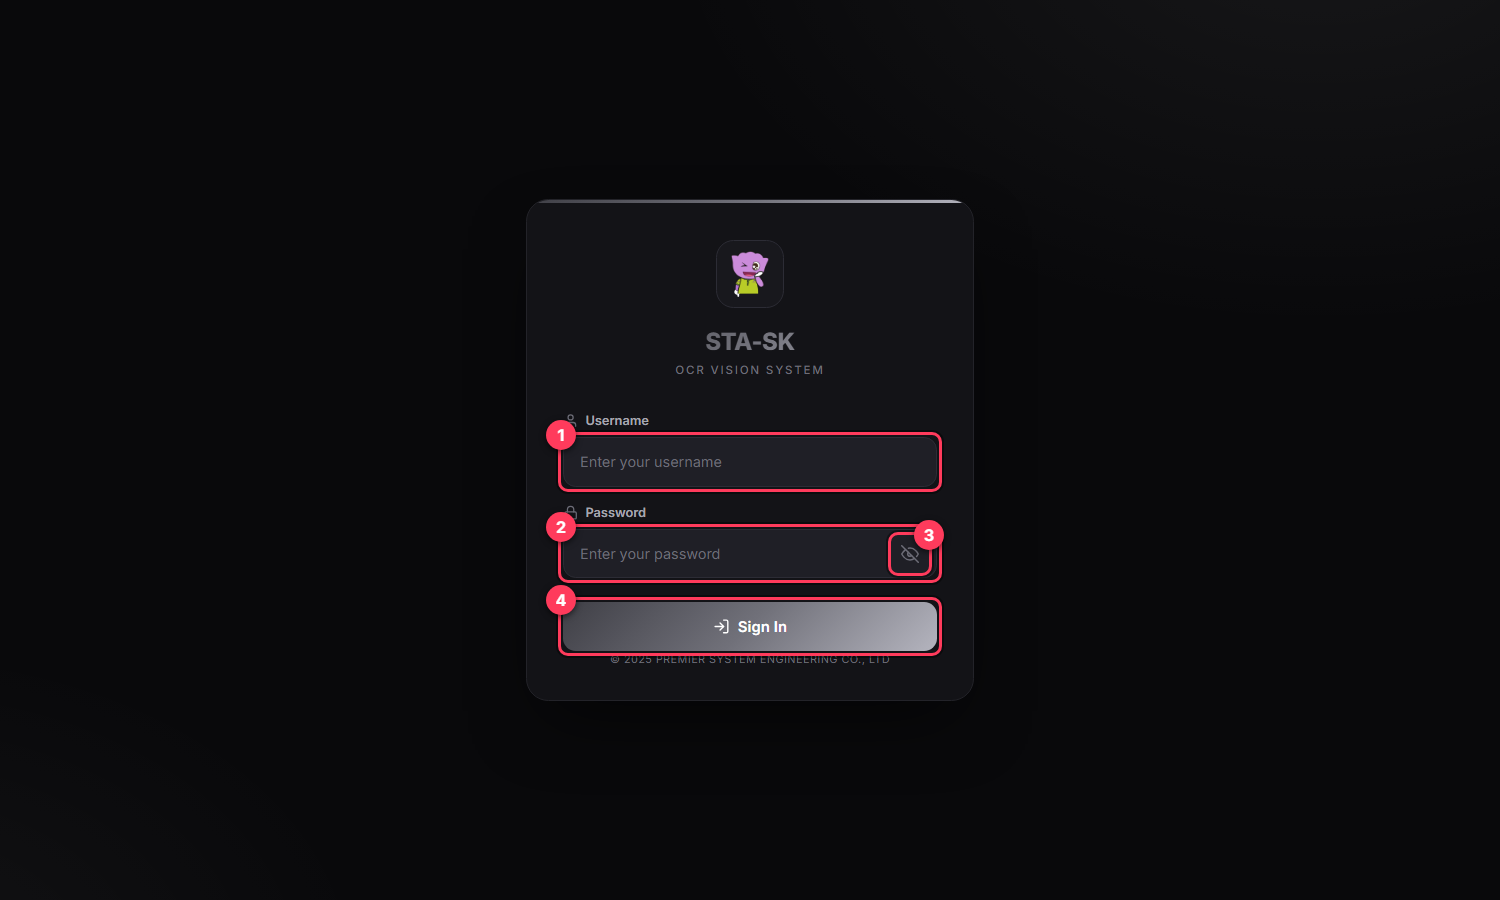 STA-SK
OCR VISION SYSTEM
Username
1
Enter your username
Password
2
3
Enter your password
4
Sign In
© 2025 PREMIER SYSTEM ENGINEERING CO., LTD